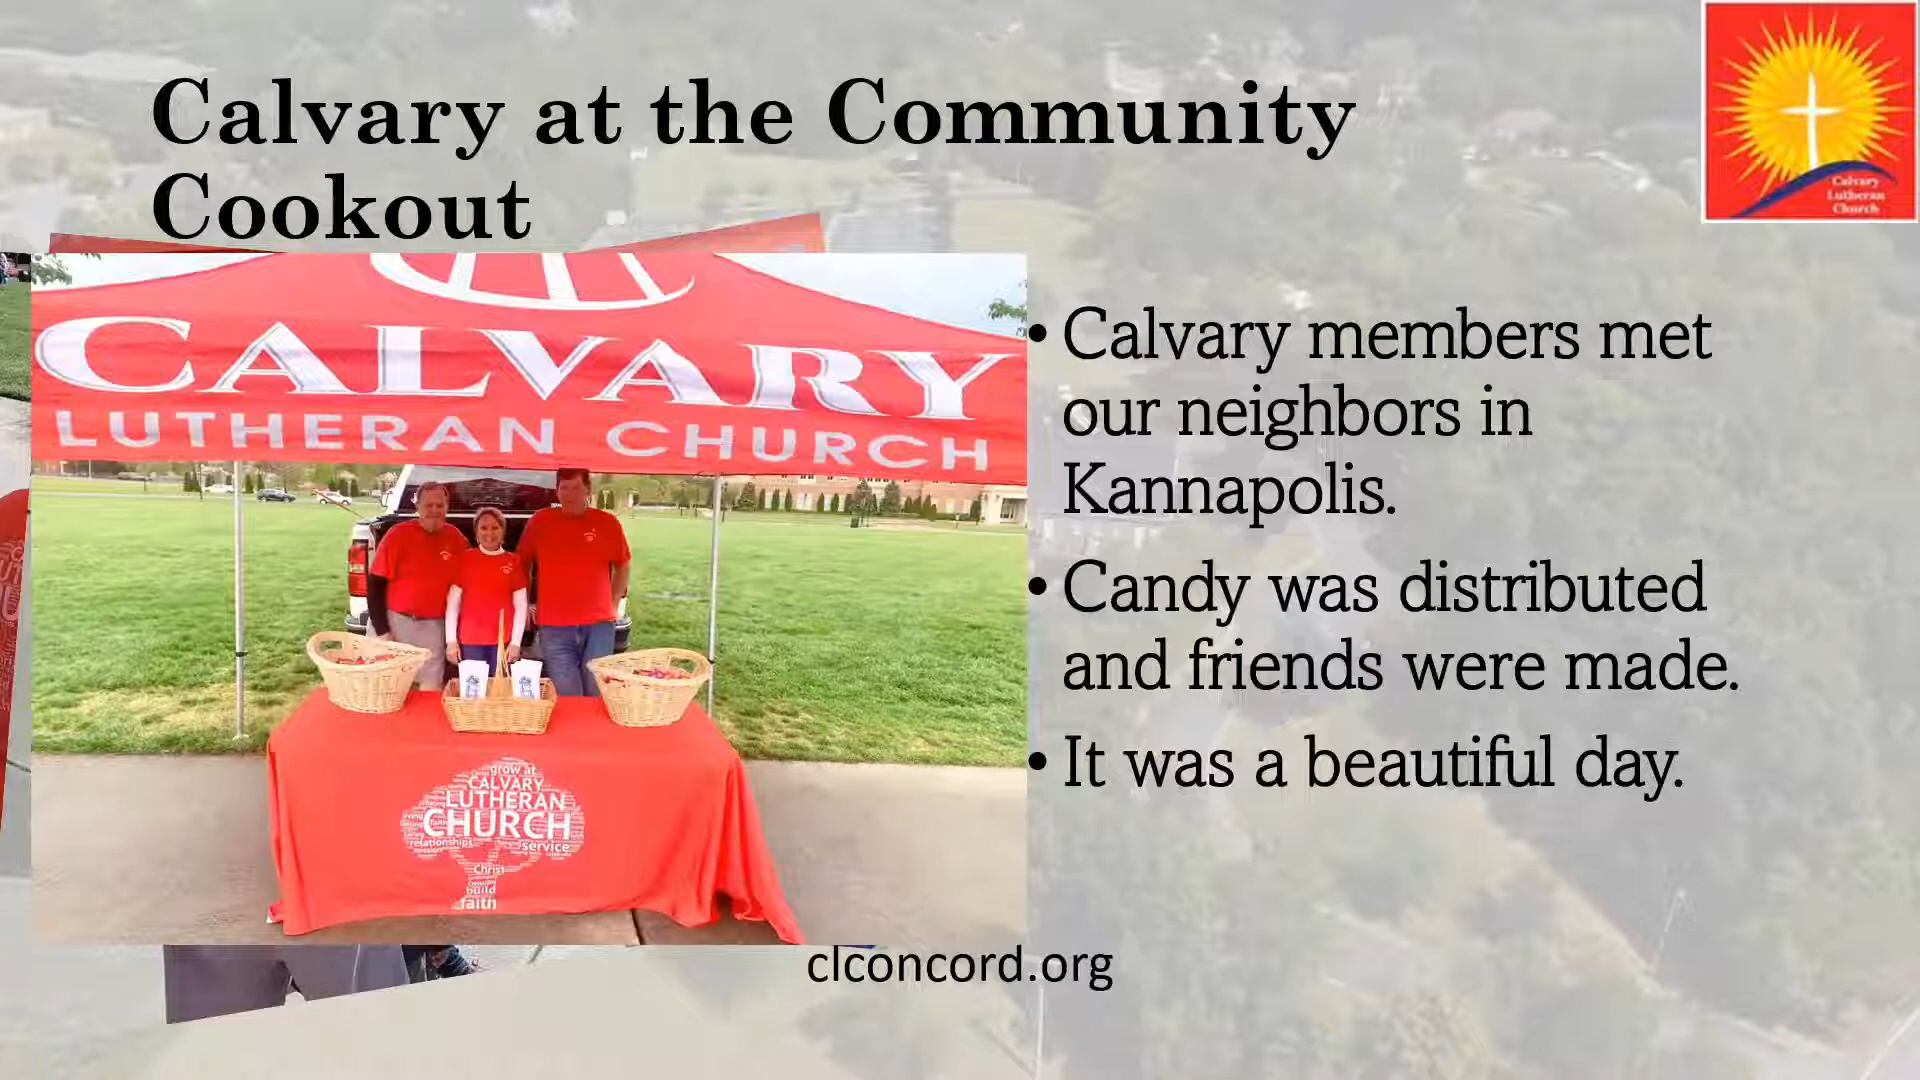 Calvary at the Community
Cookout
Calvary
Lutheran
Church
CALVARY
LUTHERAN CHURCH
• Calvary members met
our neighbors in
Kannapolis.
• Candy was distributed
and friends were made.
• It was a beautiful day.
grow at
CALVARY
LUTHERAN
CHURCH
faith
relationships
service
mission
Christ
build
faith
clconcord.org